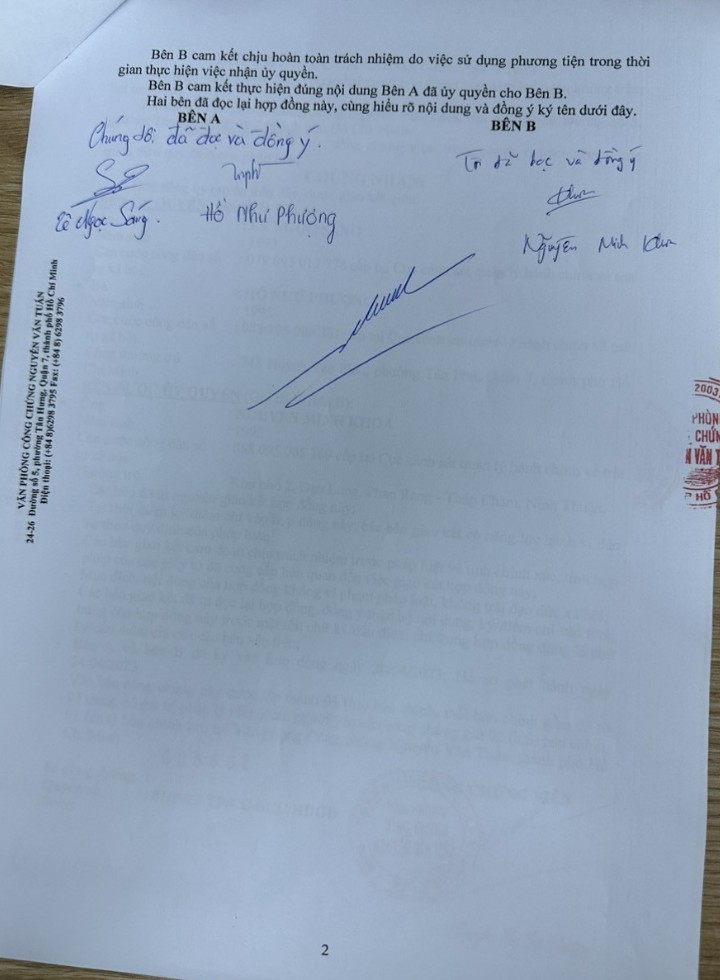 Bên B cam kết chịu hoàn toàn trách nhiệm do việc sử dụng phương tiện trong thời
gian thực hiện việc nhận ủy quyền.
Bên B cam kết thực hiện đúng nội dung Bên A đã ủy quyền cho Bên B.
Hai bên đã đọc lại hợp đồng này, cùng hiểu rõ nội dung và đồng ý ký tên dưới đây.
BÊN A
BÊN B
Chúng tôi đã đọc và đồng ý.
Tôi đã đọc và đồng ý
Lê Ngọc Sáng.
Hồ Như Phượng
Nguyễn Minh
VĂN PHÒNG CÔNG CHỨNG NGUYỄN VĂN TUẤN
24-26 Đường số 5, phường Tân Hưng, Quận 7, thành phố Hồ Chí Minh
Điện thoại: (+84 8)6298 3795 Fax: (+84 8) 6298 3796
2003
PHÒN
CHỨN
N VĂN T
P HỒ
2